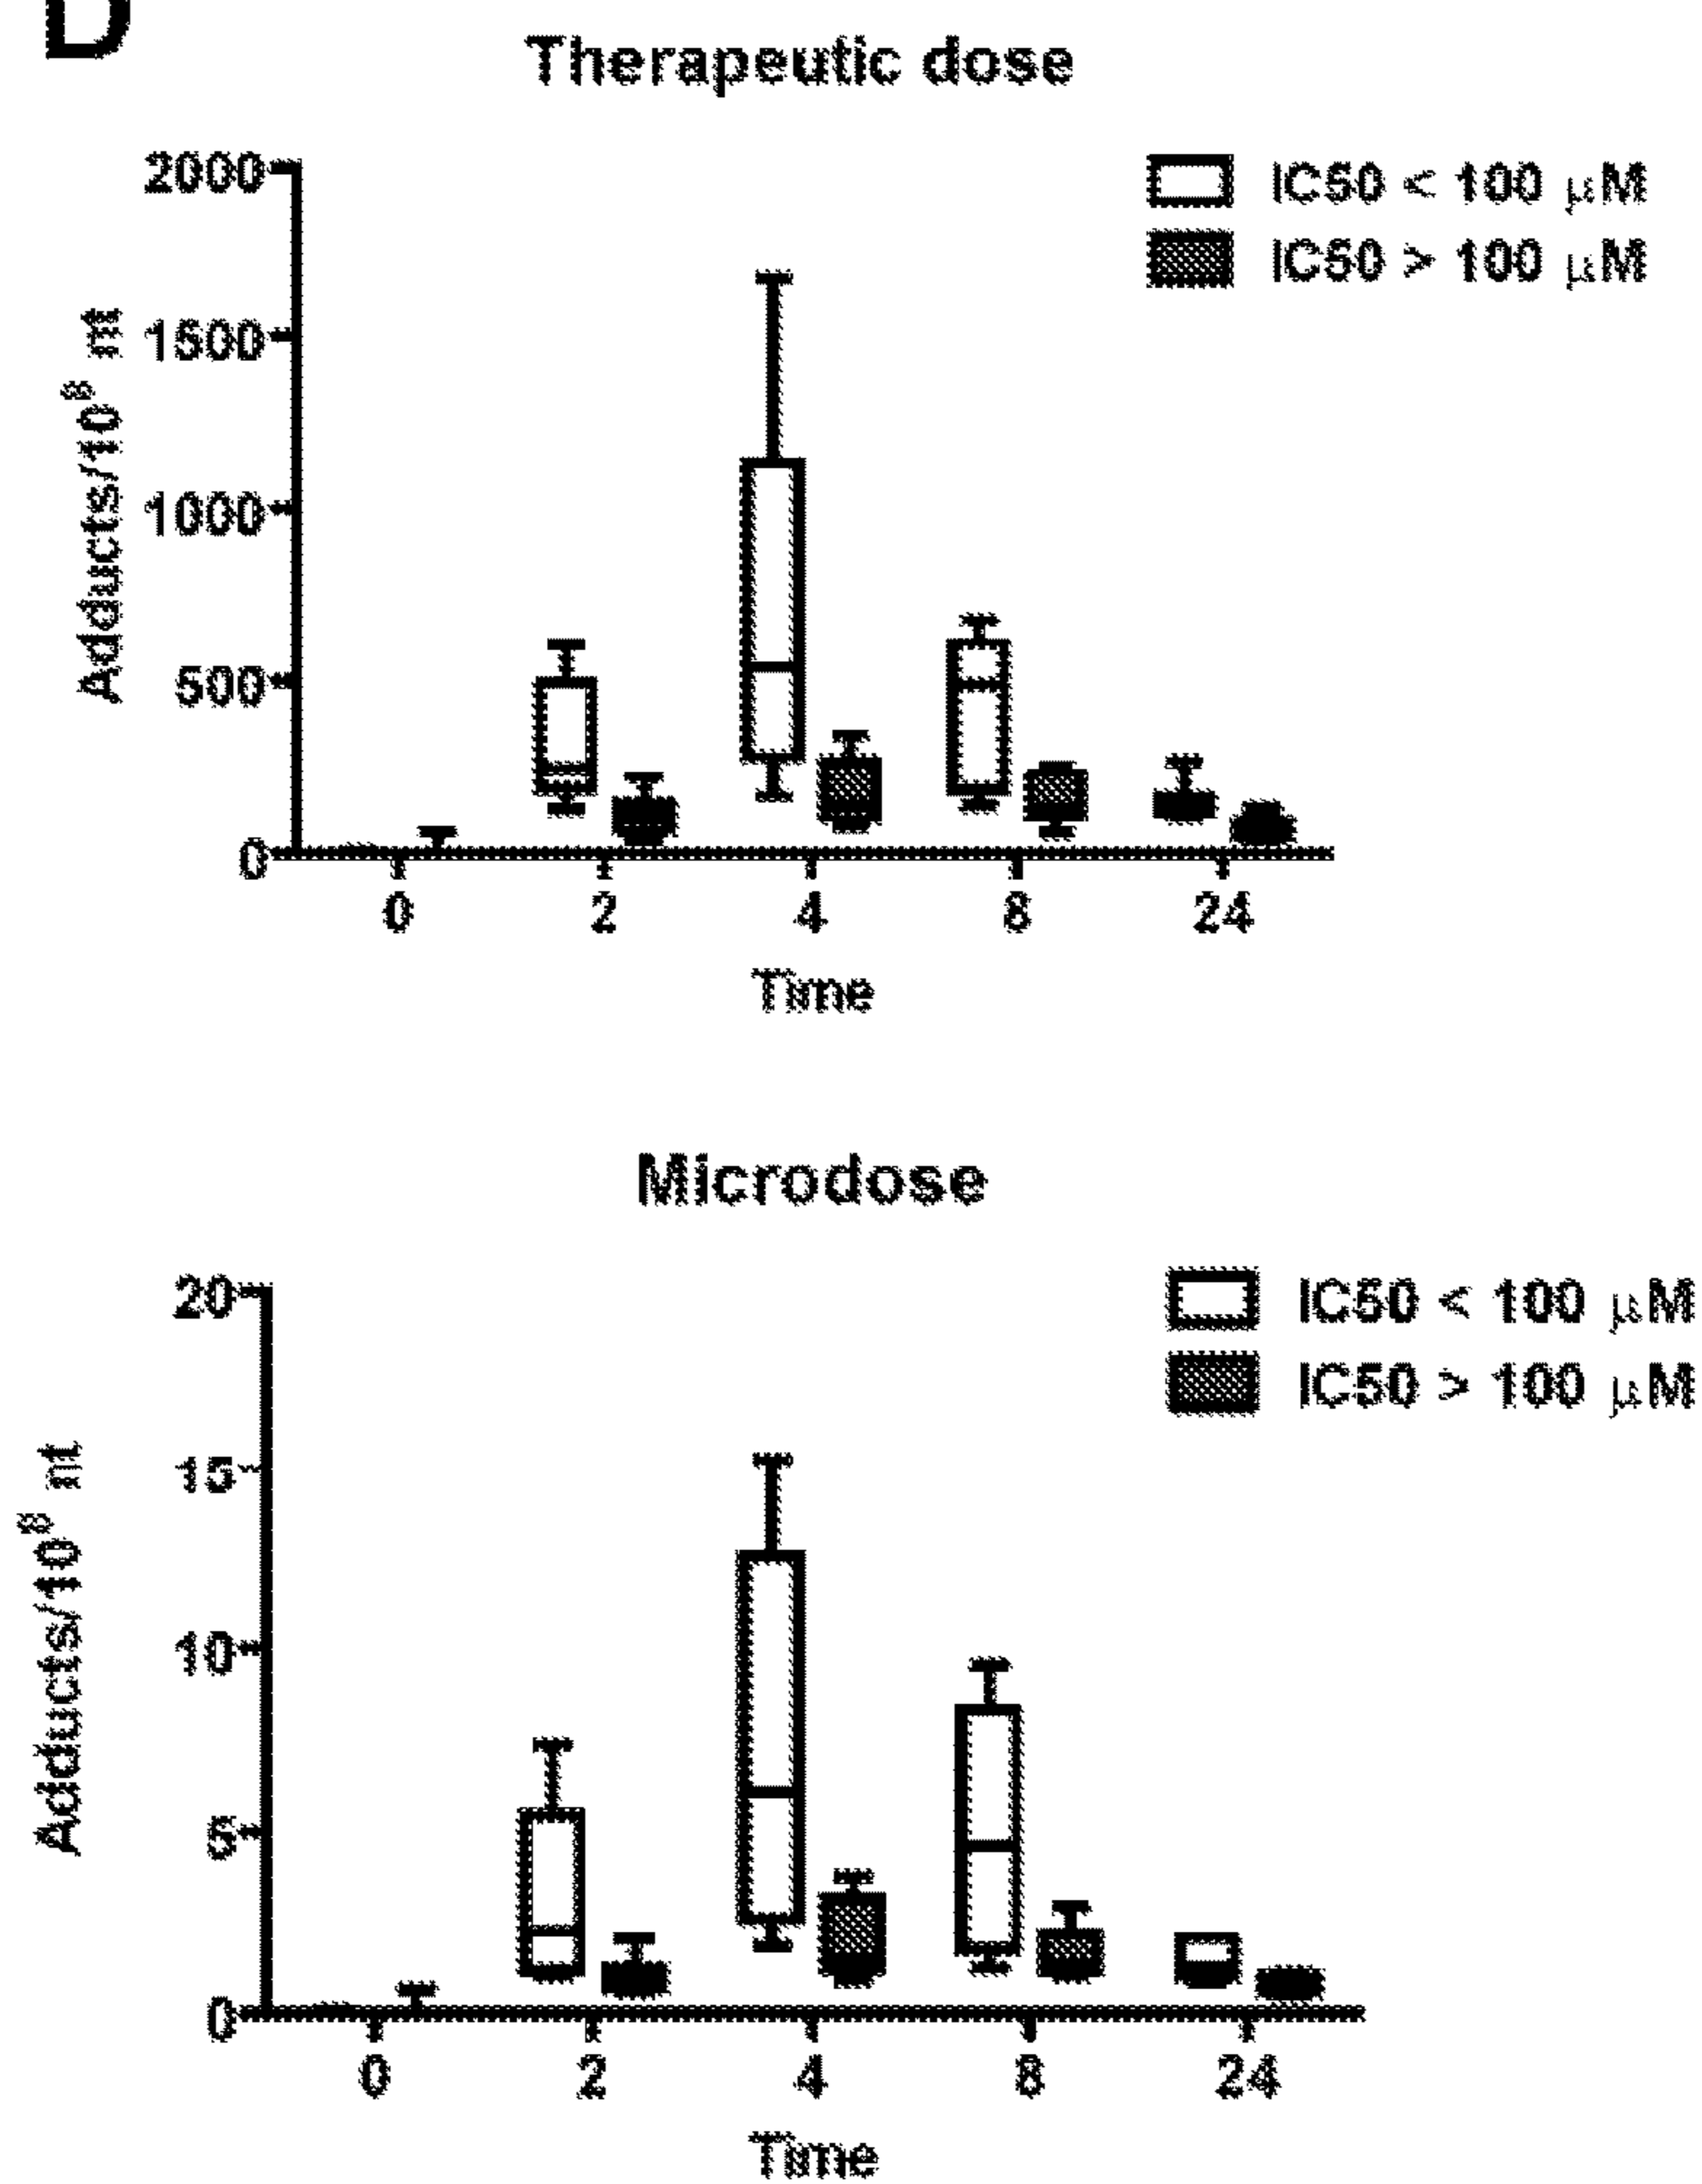 D
Therapeutic dose
IC50 < 100 μM
IC50 > 100 μM
2000
1500
1000
500
0
Adducts/10⁸ nt
0 2 4 8 24
Time
Microdose
IC50 < 100 μM
IC50 > 100 μM
20
15
10
5
0
Adducts/10⁸ nt
0 2 4 8 24
Time